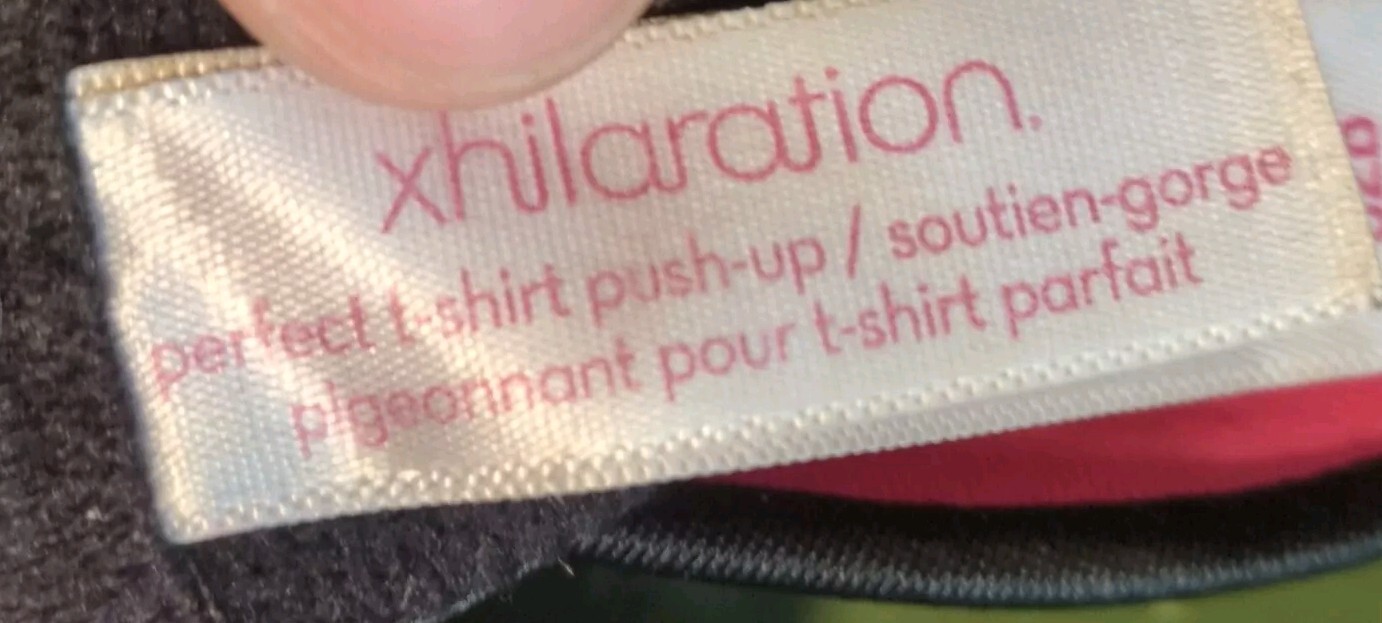 xhilaration.
perfect t-shirt push-up / soutien-gorge
pigeonnant pour t-shirt parfait